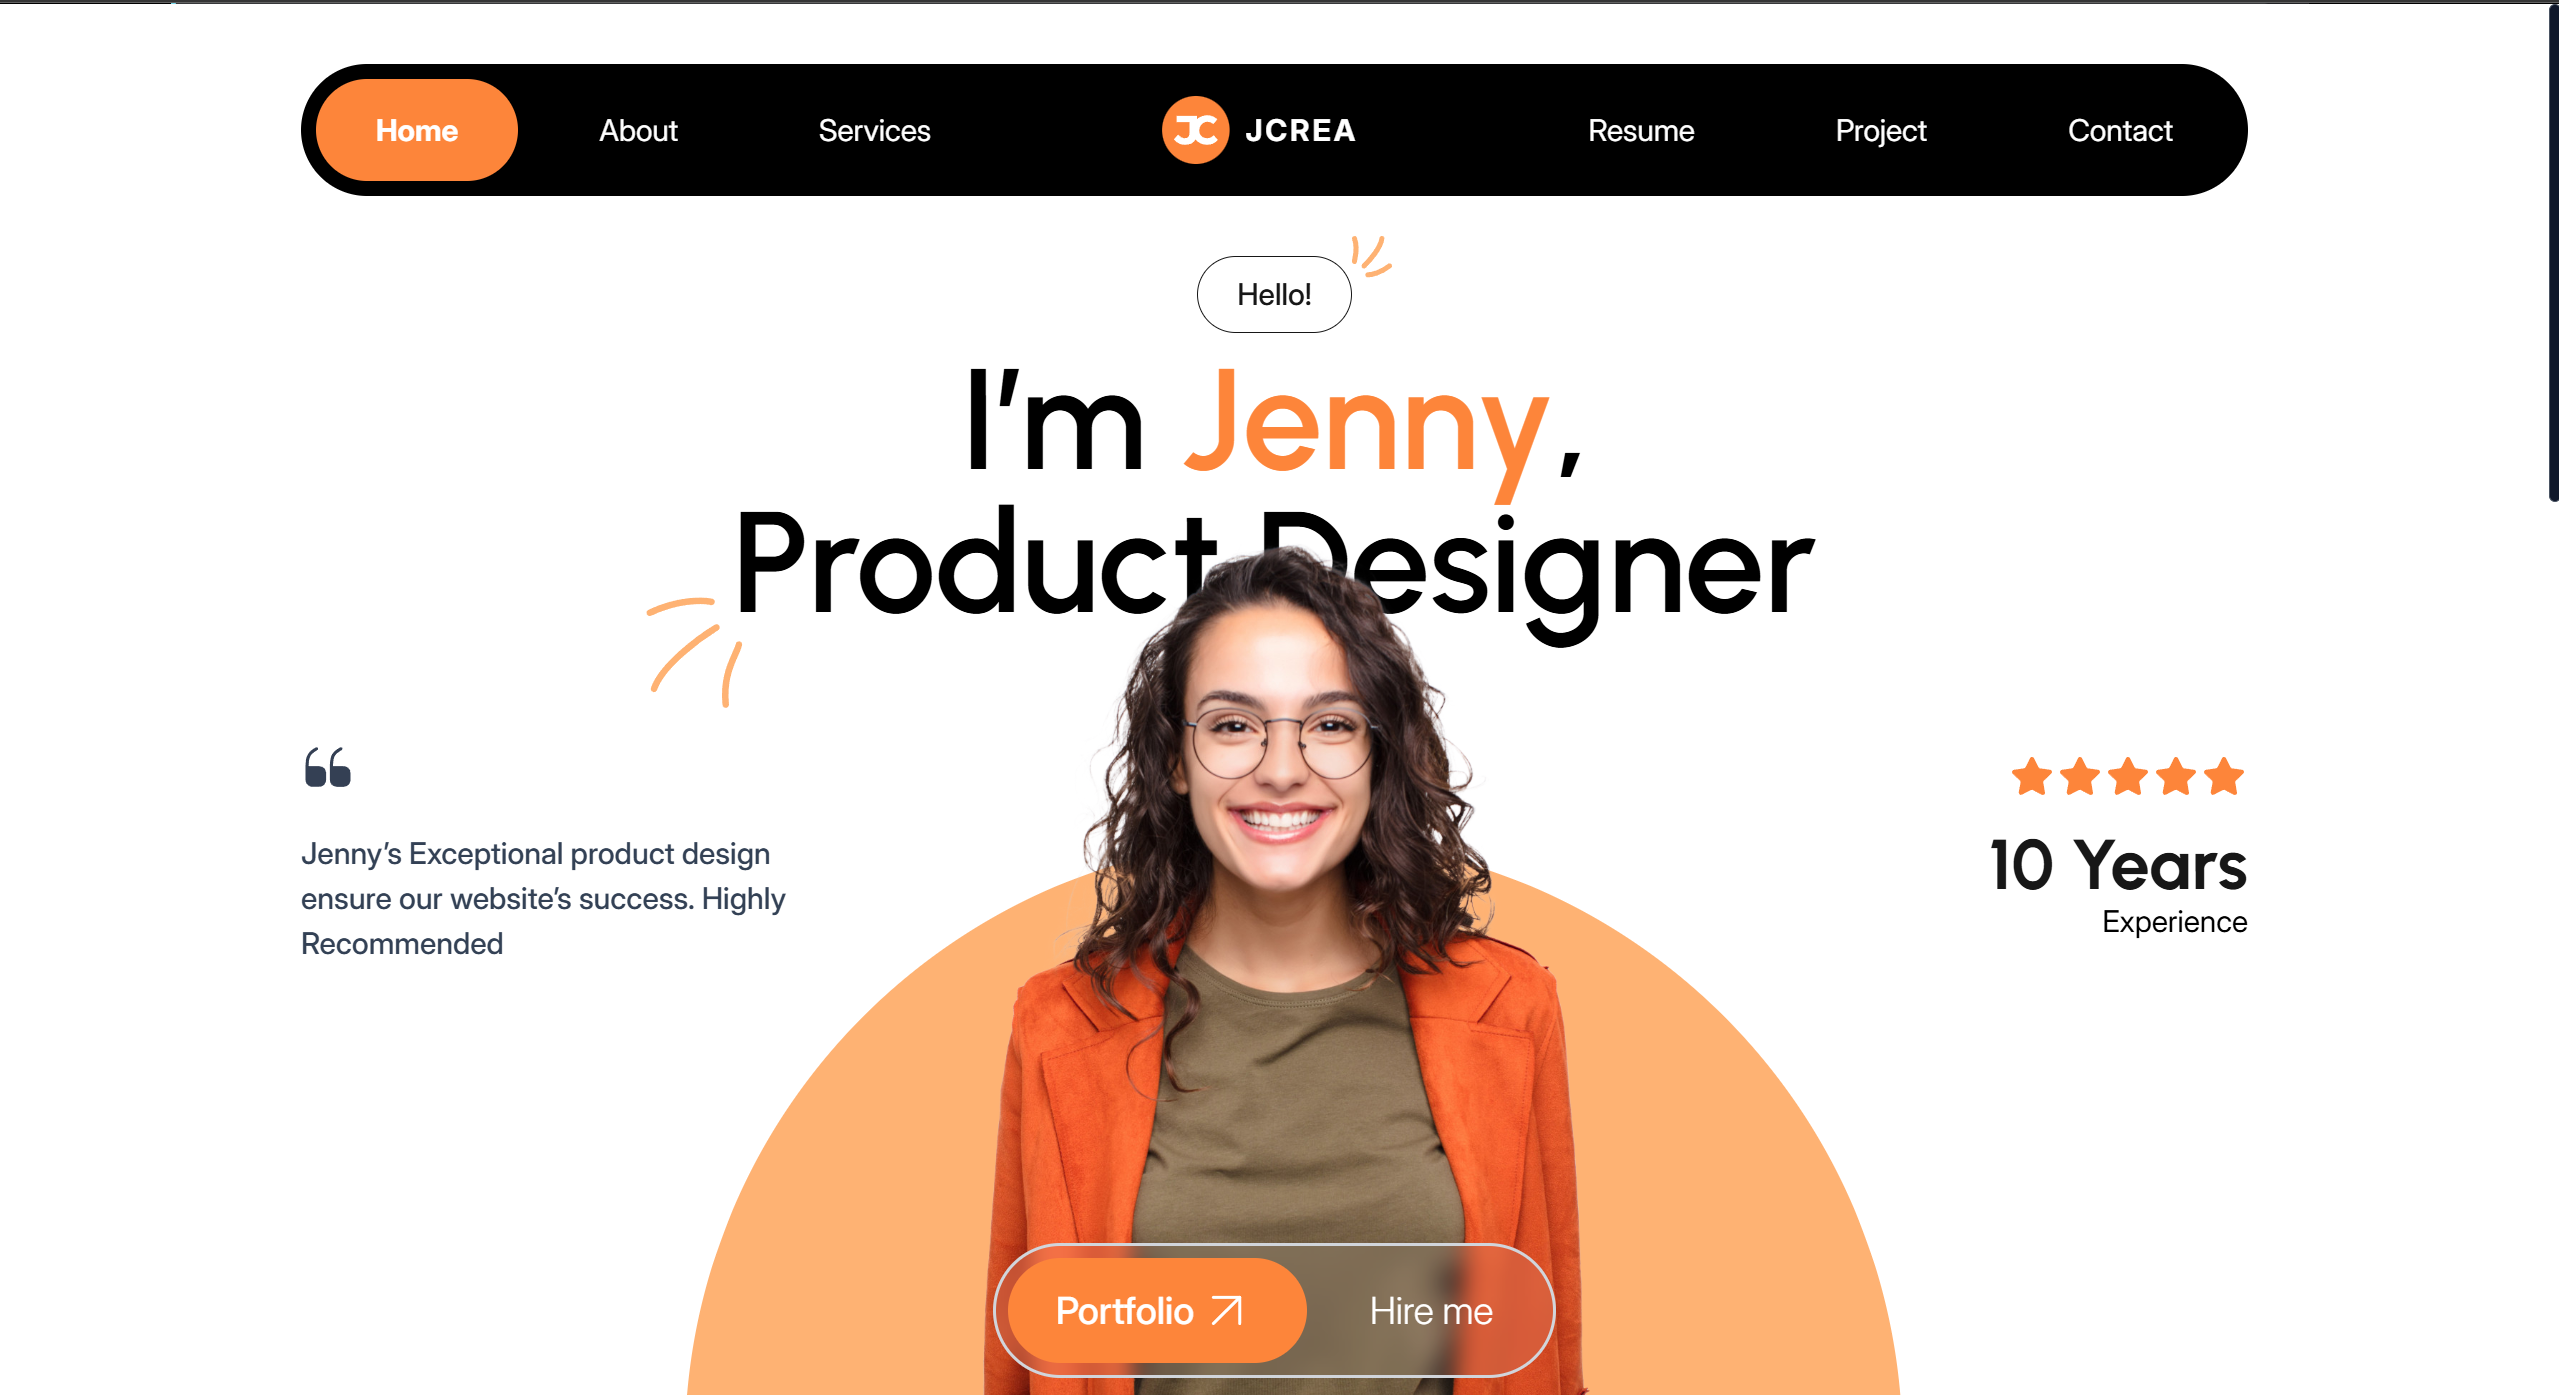 Home
About
Services
JC JCREA
Resume
Project
Contact
Hello!
I'm Jenny,
Product Designer
Jenny's Exceptional product design
ensure our website's success. Highly
Recommended
10 Years
Experience
Portfolio
Hire me